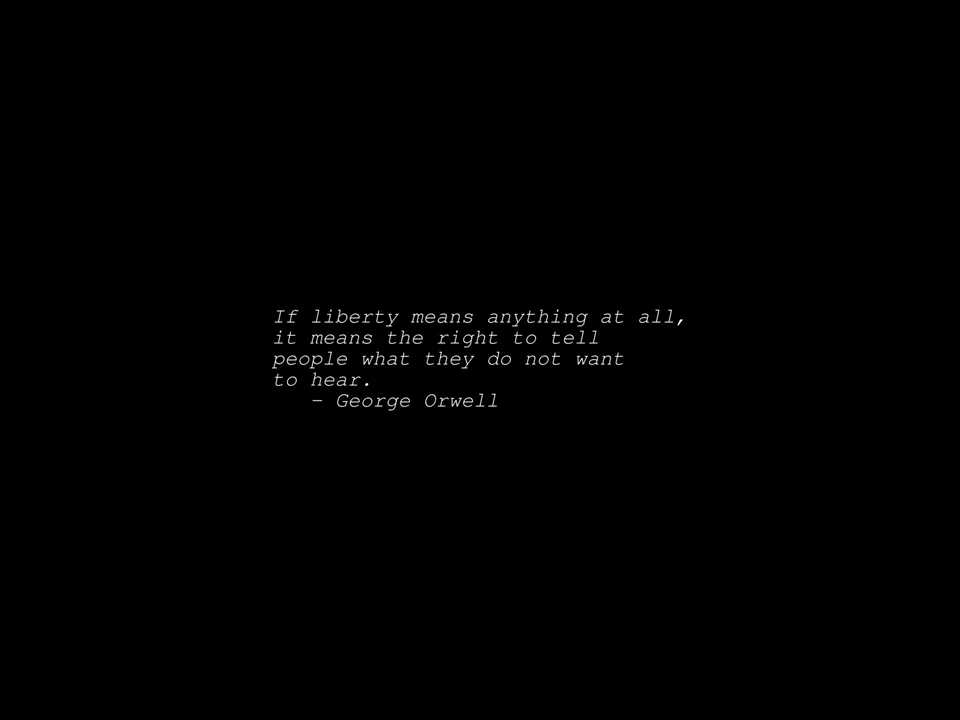 If liberty means anything at all,
it means the right to tell
people what they do not want
to hear.
– George Orwell